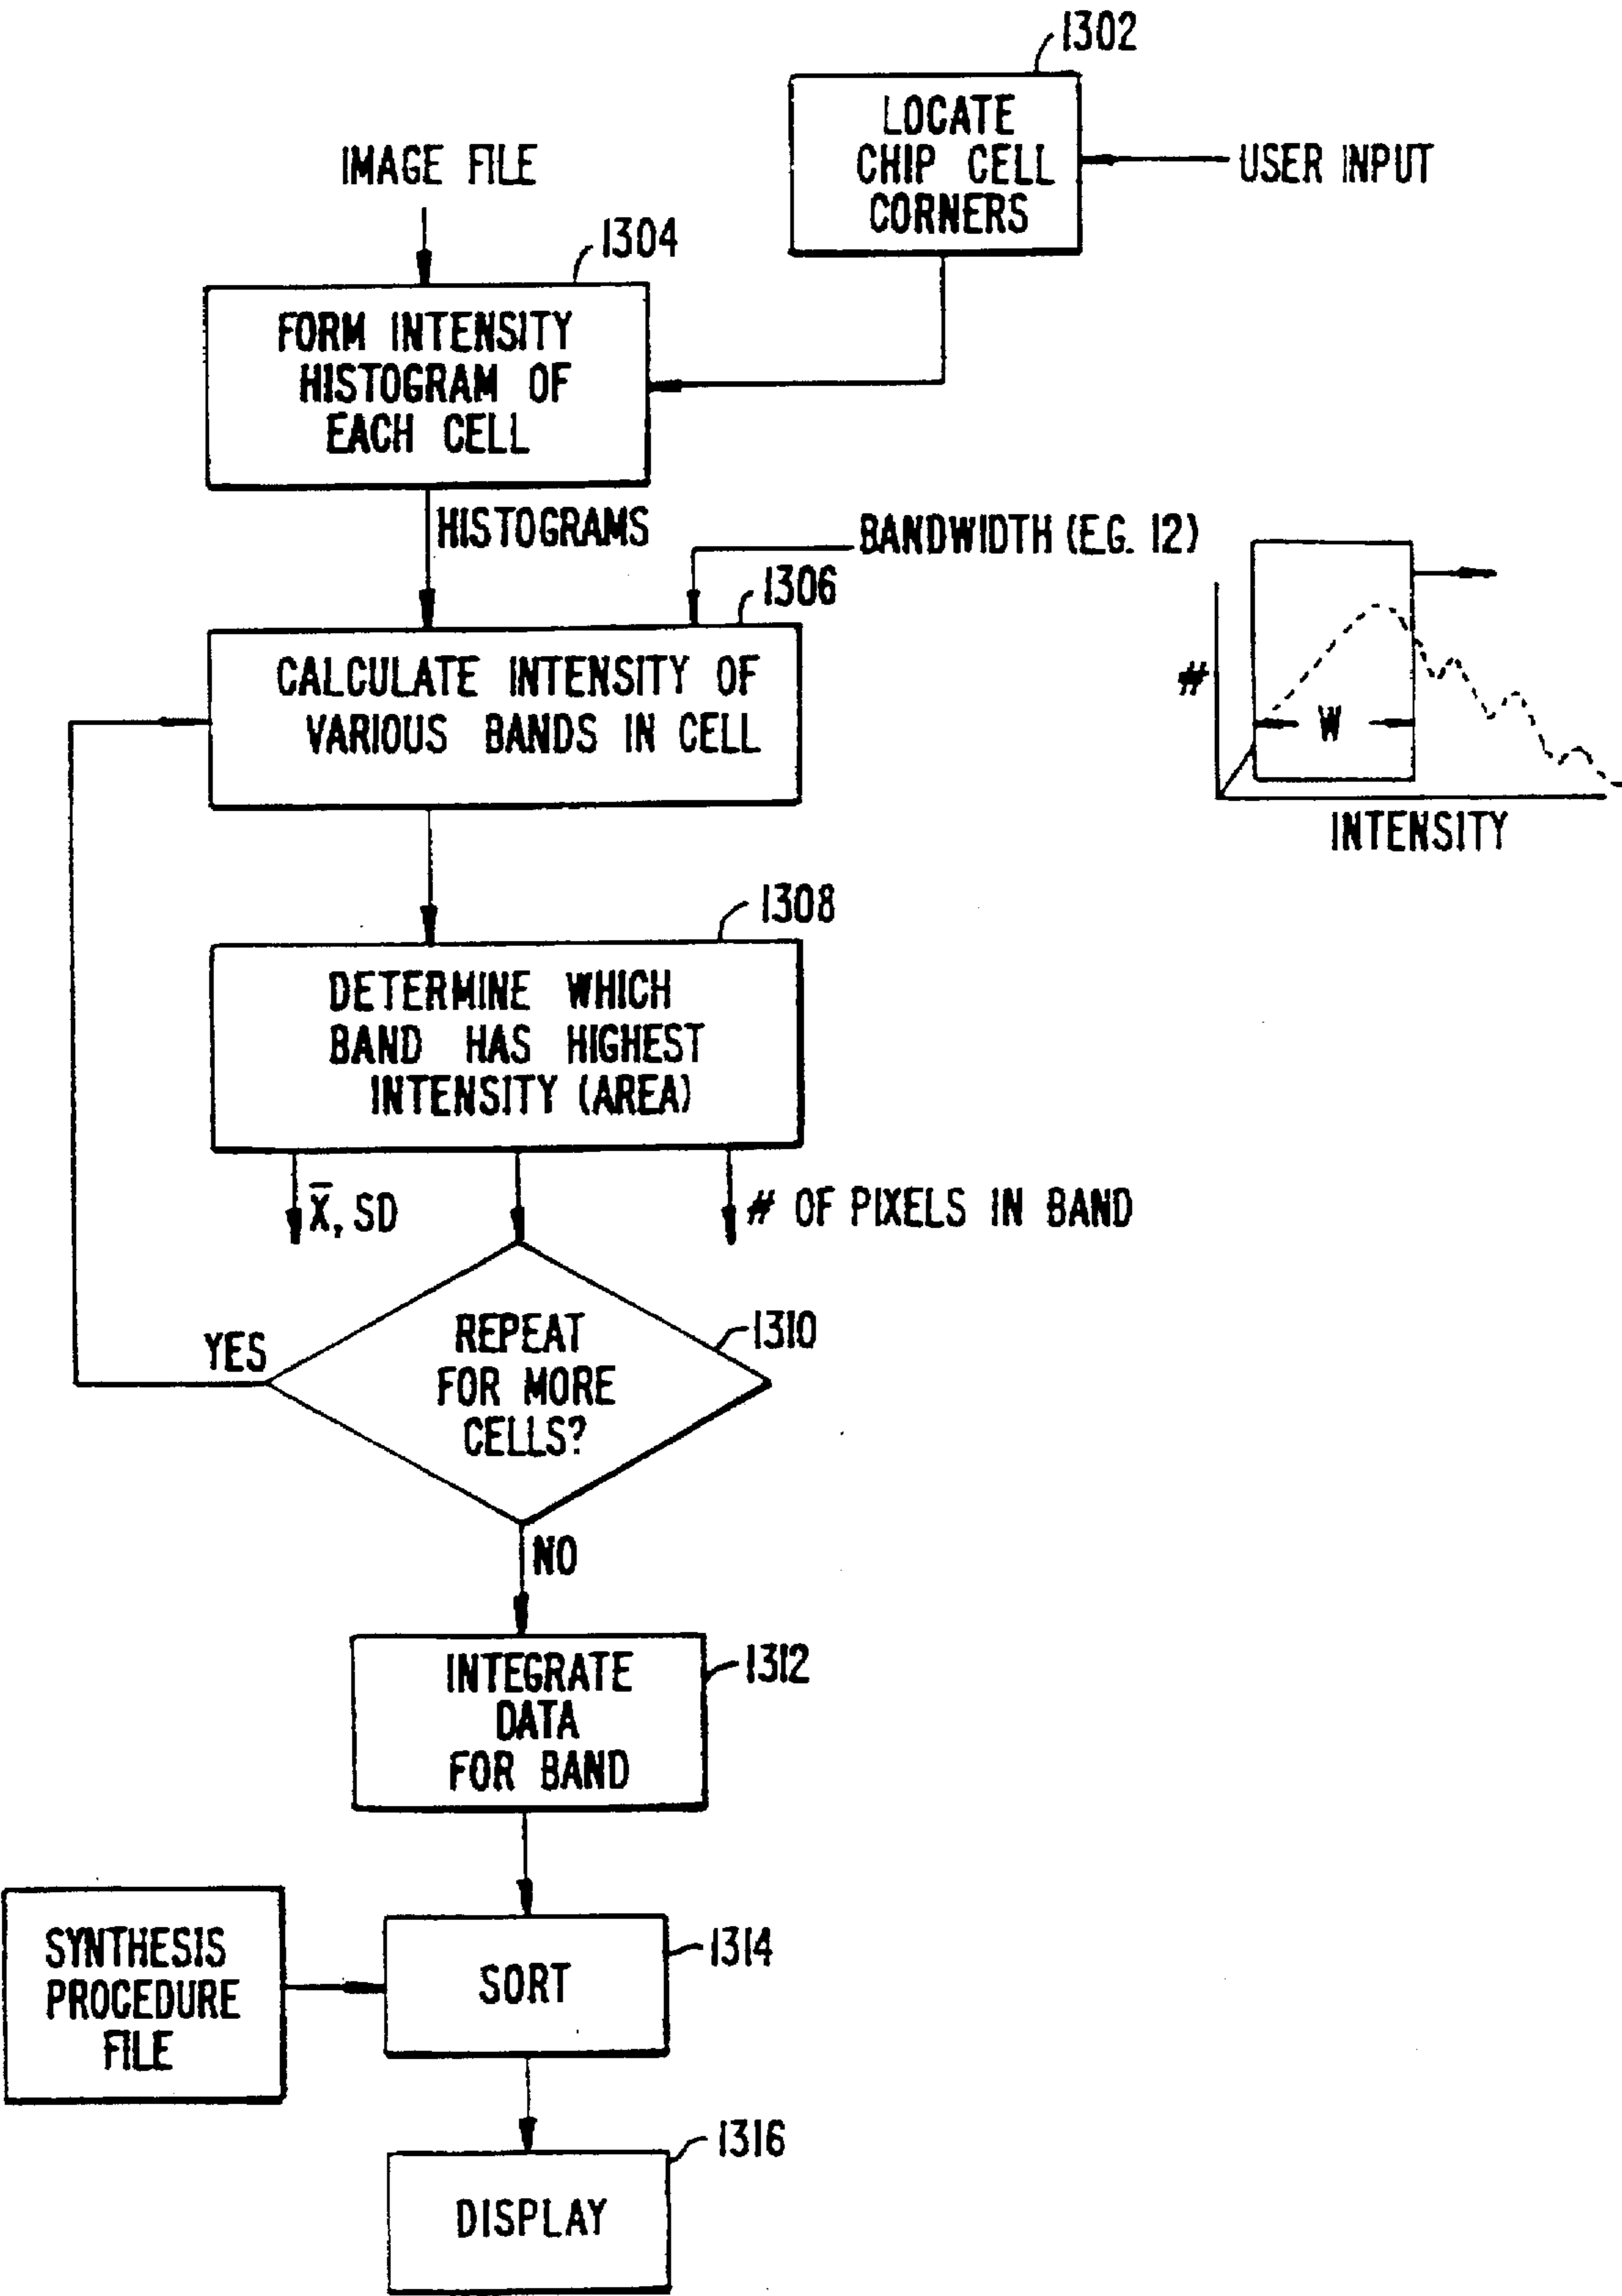 1302
LOCATE
CHIP CELL
CORNERS
USER INPUT
IMAGE FILE
1304
FORM INTENSITY
HISTOGRAM OF
EACH CELL
HISTOGRAMS
BANDWIDTH (E.G. 12)
1306
CALCULATE INTENSITY OF
VARIOUS BANDS IN CELL
#
W
INTENSITY
1308
DETERMINE WHICH
BAND HAS HIGHEST
INTENSITY (AREA)
X̄, SD
# OF PIXELS IN BAND
1310
REPEAT
FOR MORE
CELLS?
YES
NO
1312
INTEGRATE
DATA
FOR BAND
SYNTHESIS
PROCEDURE
FILE
1314
SORT
1316
DISPLAY